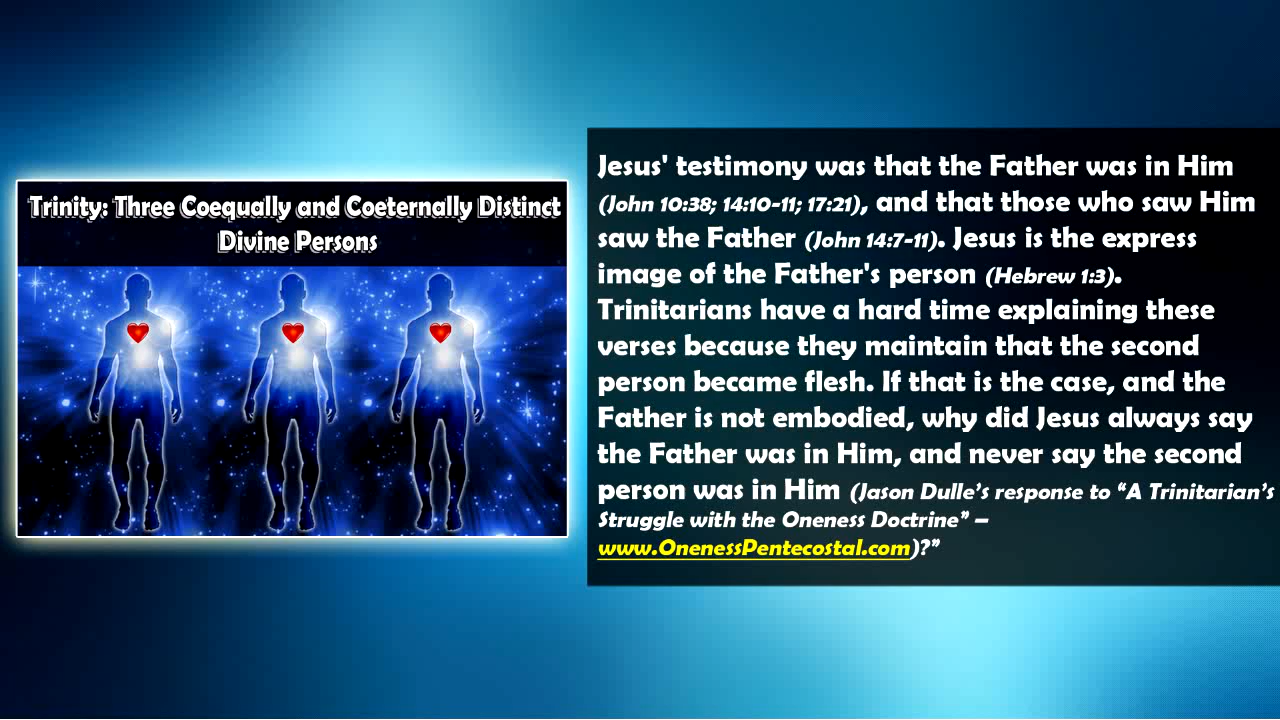 Trinity: Three Coequally and Coeternally Distinct
Divine Persons
Jesus' testimony was that the Father was in Him
(John 10:38; 14:10-11; 17:21), and that those who saw Him
saw the Father (John 14:7-11). Jesus is the express
image of the Father's person (Hebrew 1:3).
Trinitarians have a hard time explaining these
verses because they maintain that the second
person became flesh. If that is the case, and the
Father is not embodied, why did Jesus always say
the Father was in Him, and never say the second
person was in Him (Jason Dulle’s response to “A Trinitarian’s
Struggle with the Oneness Doctrine” –
www.OnenessPentecostal.com)?”